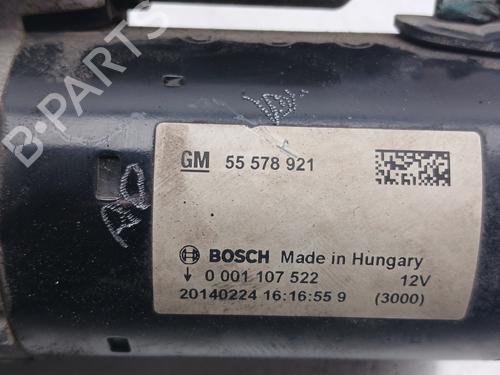 B-PARTS
GM 55 578 921
BOSCH Made in Hungary
0 001 107 522 12V
20140224 16:16:55 9 (3000)